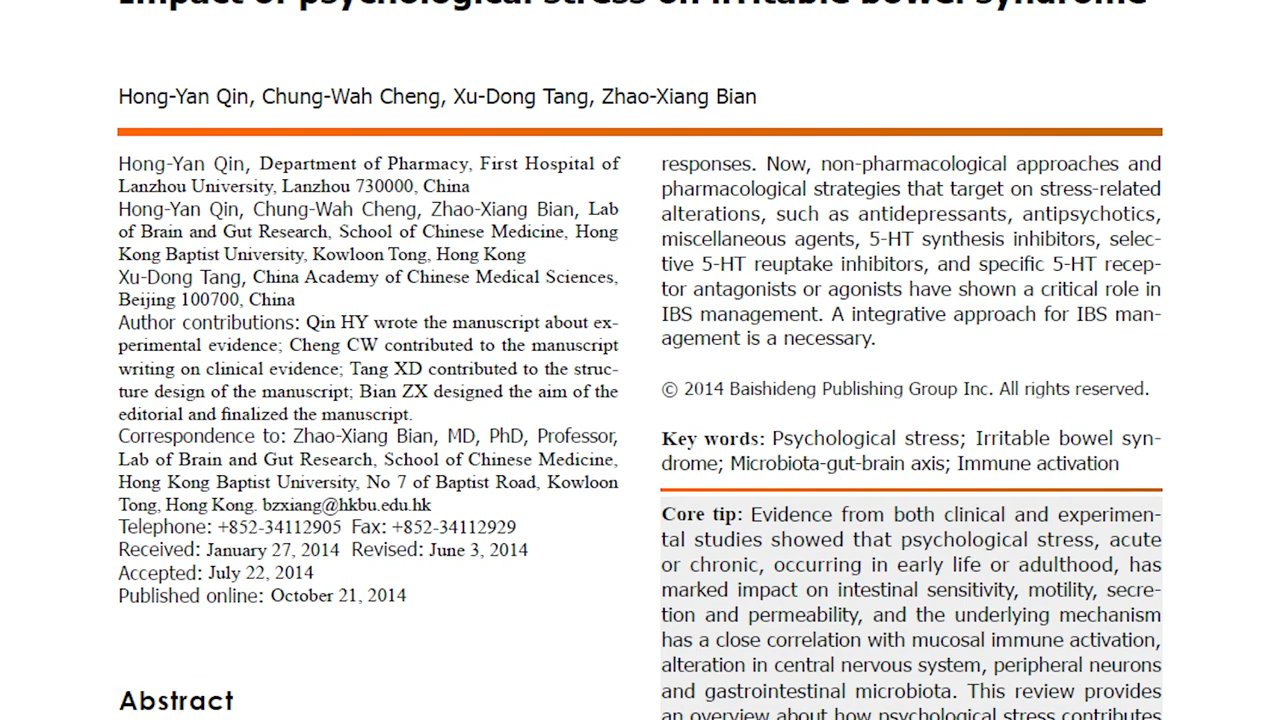 Impact of psychological stress on irritable bowel syndrome
Hong-Yan Qin, Chung-Wah Cheng, Xu-Dong Tang, Zhao-Xiang Bian
Hong-Yan Qin, Department of Pharmacy, First Hospital of
Lanzhou University, Lanzhou 730000, China
Hong-Yan Qin, Chung-Wah Cheng, Zhao-Xiang Bian, Lab
of Brain and Gut Research, School of Chinese Medicine, Hong
Kong Baptist University, Kowloon Tong, Hong Kong
Xu-Dong Tang, China Academy of Chinese Medical Sciences,
Beijing 100700, China
Author contributions: Qin HY wrote the manuscript about ex-
perimental evidence; Cheng CW contributed to the manuscript
writing on clinical evidence; Tang XD contributed to the struc-
ture design of the manuscript; Bian ZX designed the aim of the
editorial and finalized the manuscript.
Correspondence to: Zhao-Xiang Bian, MD, PhD, Professor,
Lab of Brain and Gut Research, School of Chinese Medicine,
Hong Kong Baptist University, No 7 of Baptist Road, Kowloon
Tong, Hong Kong. bzxiang@hkbu.edu.hk
Telephone: +852-34112905 Fax: +852-34112929
Received: January 27, 2014 Revised: June 3, 2014
Accepted: July 22, 2014
Published online: October 21, 2014
Abstract
responses. Now, non-pharmacological approaches and
pharmacological strategies that target on stress-related
alterations, such as antidepressants, antipsychotics,
miscellaneous agents, 5-HT synthesis inhibitors, selec-
tive 5-HT reuptake inhibitors, and specific 5-HT recep-
tor antagonists or agonists have shown a critical role in
IBS management. A integrative approach for IBS man-
agement is a necessary.
© 2014 Baishideng Publishing Group Inc. All rights reserved.
Key words: Psychological stress; Irritable bowel syn-
drome; Microbiota-gut-brain axis; Immune activation
Core tip: Evidence from both clinical and experimen-
tal studies showed that psychological stress, acute
or chronic, occurring in early life or adulthood, has
marked impact on intestinal sensitivity, motility, secre-
tion and permeability, and the underlying mechanism
has a close correlation with mucosal immune activation,
alteration in central nervous system, peripheral neurons
and gastrointestinal microbiota. This review provides
an overview about how psychological stress contributes